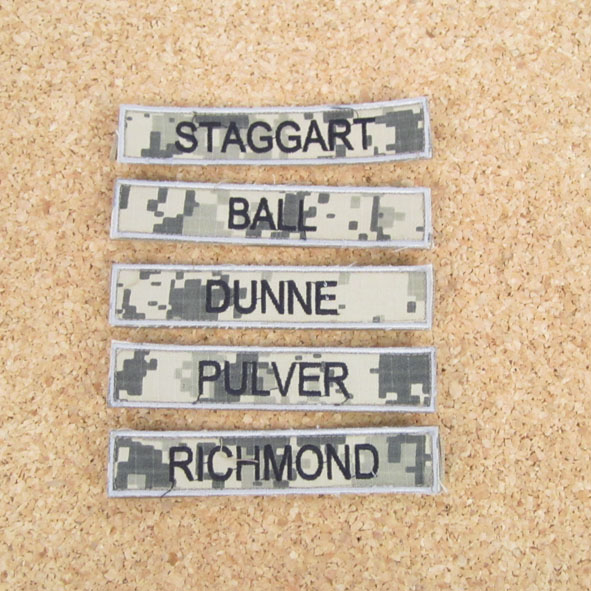 STAGGART
BALL
DUNNE
PULVER
RICHMOND